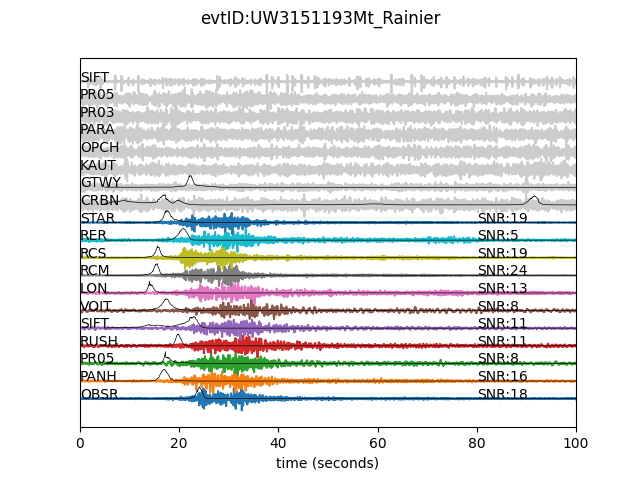 evtID:UW3151193Mt_Rainier
SIFT
PR05
PR03
PARA
OPCH
KAUT
GTWY
CRBN
STAR SNR:19
RER SNR:5
RCS SNR:19
RCM SNR:24
LON SNR:13
VOIT SNR:8
SIFT SNR:11
RUSH SNR:11
PR05 SNR:8
PANH SNR:16
OBSR SNR:18
0 20 40 60 80 100
time (seconds)